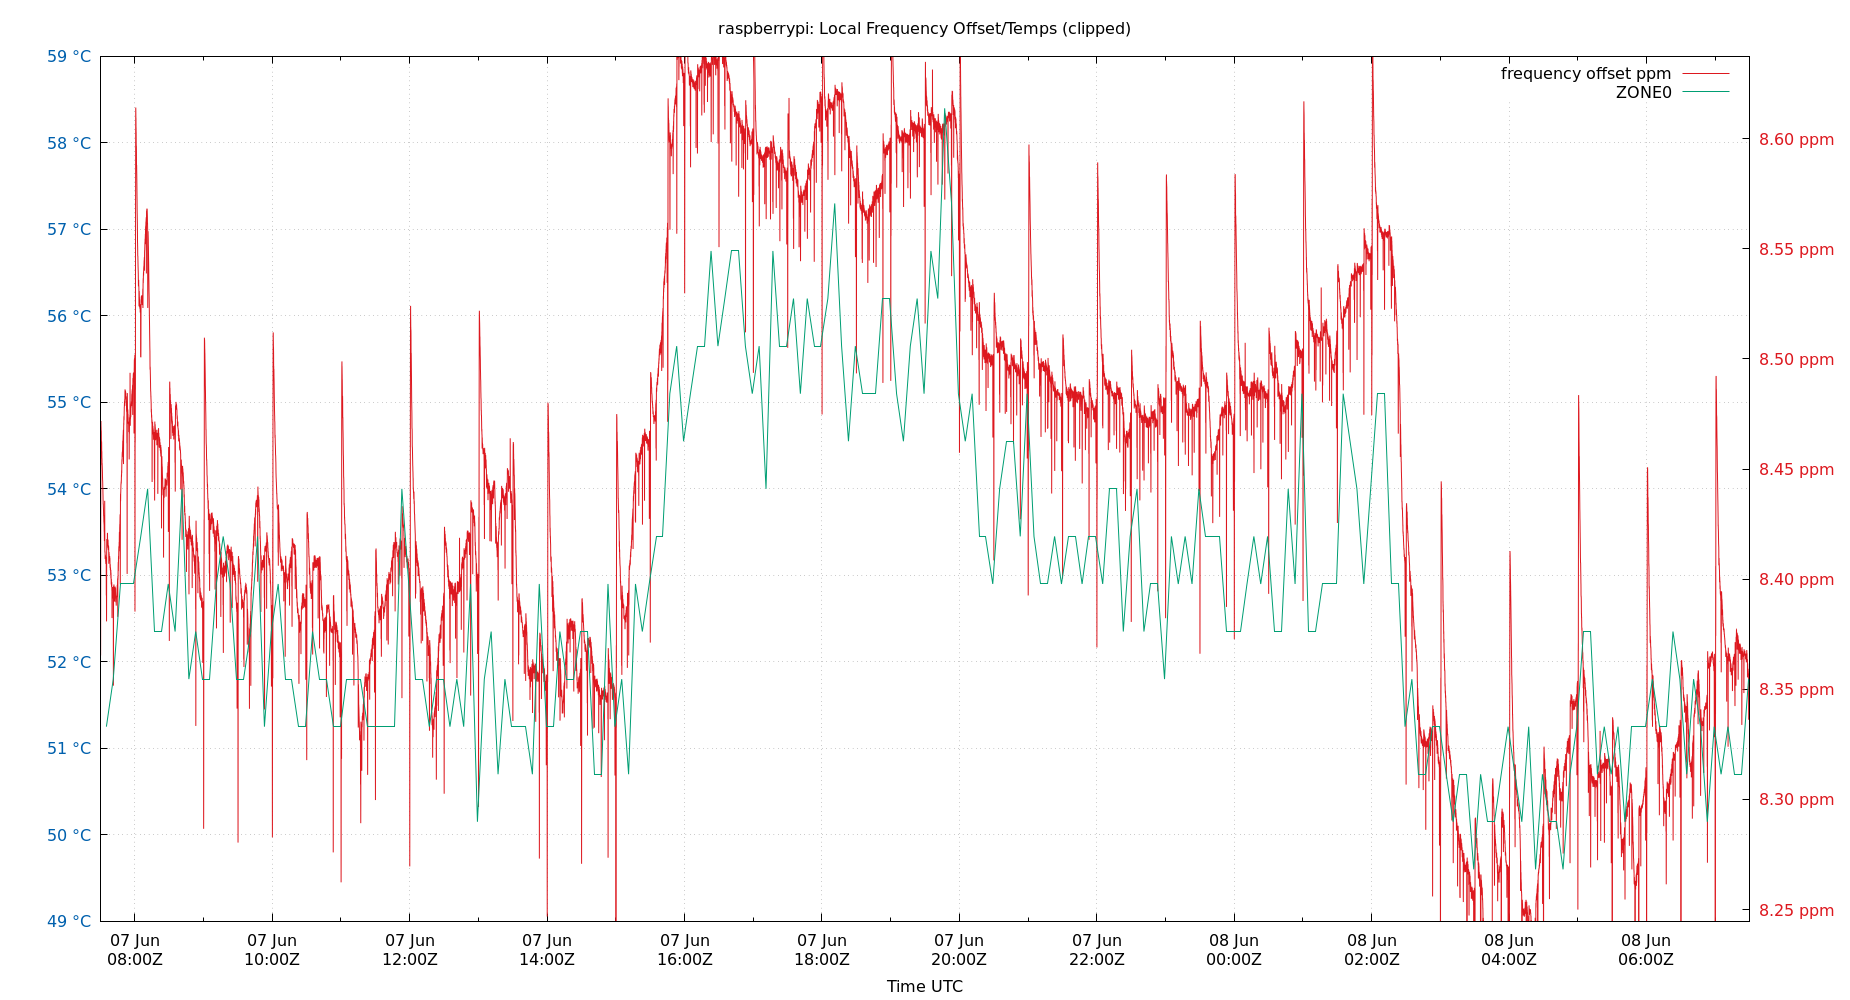 raspberrypi: Local Frequency Offset/Temps (clipped)
59 °C
58 °C
57 °C
56 °C
55 °C
54 °C
53 °C
52 °C
51 °C
50 °C
49 °C
frequency offset ppm
ZONE0
8.60 ppm
8.55 ppm
8.50 ppm
8.45 ppm
8.40 ppm
8.35 ppm
8.30 ppm
8.25 ppm
07 Jun
08:00Z
07 Jun
10:00Z
07 Jun
12:00Z
07 Jun
14:00Z
07 Jun
16:00Z
07 Jun
18:00Z
07 Jun
20:00Z
07 Jun
22:00Z
08 Jun
00:00Z
08 Jun
02:00Z
08 Jun
04:00Z
08 Jun
06:00Z
Time UTC